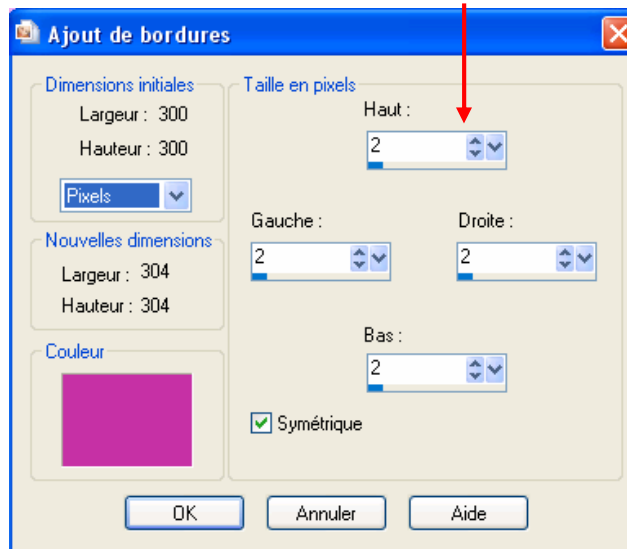 Ajout de bordures
Dimensions initiales
Largeur : 300
Hauteur : 300
Pixels
Nouvelles dimensions
Largeur : 304
Hauteur : 304
Couleur
Taille en pixels
Haut :
2
Gauche :
2
Droite :
2
Bas :
2
Symétrique
OK
Annuler
Aide